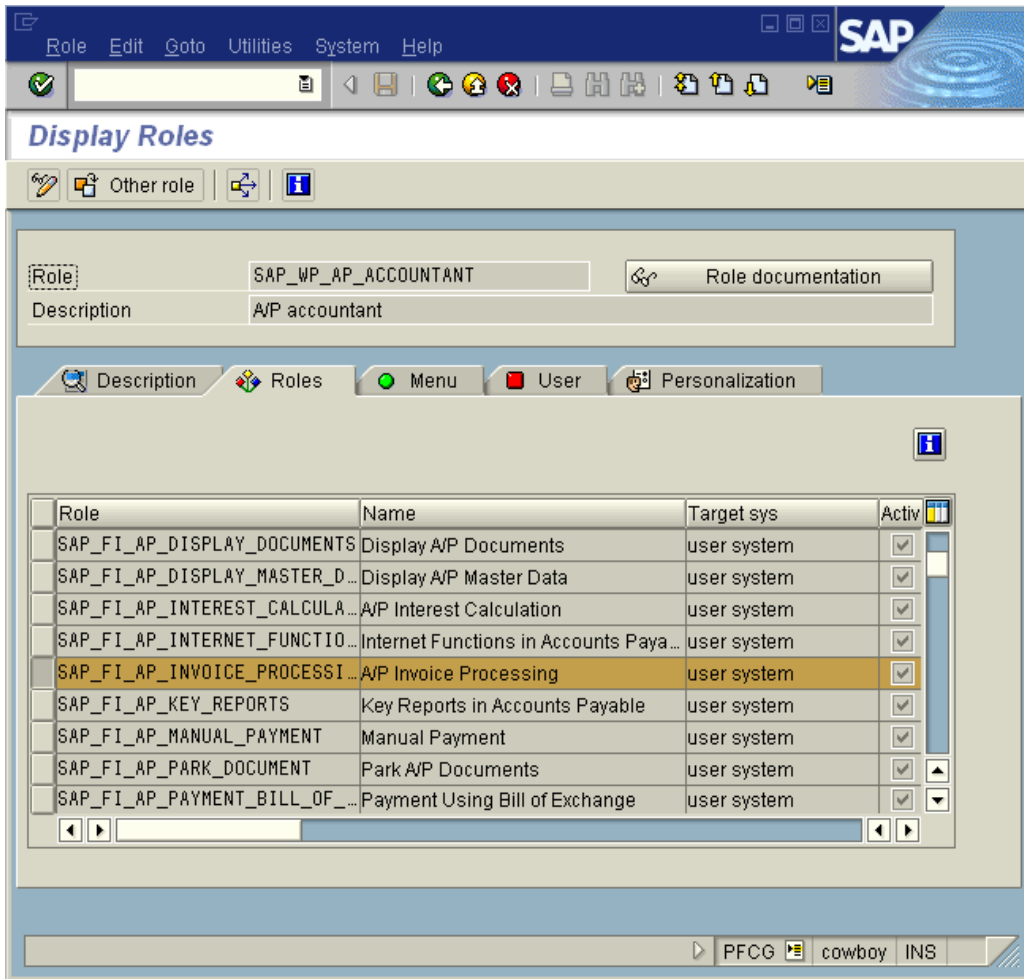 Role Edit Goto Utilities System Help
SAP
Display Roles
Other role
Role SAP_WP_AP_ACCOUNTANT Role documentation
Description A/P accountant
Description Roles Menu User Personalization
Role Name Target sys Activ
SAP_FI_AP_DISPLAY_DOCUMENTS Display A/P Documents user system
SAP_FI_AP_DISPLAY_MASTER_D… Display A/P Master Data user system
SAP_FI_AP_INTEREST_CALCULA… A/P Interest Calculation user system
SAP_FI_AP_INTERNET_FUNCTIO… Internet Functions in Accounts Paya… user system
SAP_FI_AP_INVOICE_PROCESSI… A/P Invoice Processing user system
SAP_FI_AP_KEY_REPORTS Key Reports in Accounts Payable user system
SAP_FI_AP_MANUAL_PAYMENT Manual Payment user system
SAP_FI_AP_PARK_DOCUMENT Park A/P Documents user system
SAP_FI_AP_PAYMENT_BILL_OF_… Payment Using Bill of Exchange user system
PFCG cowboy INS